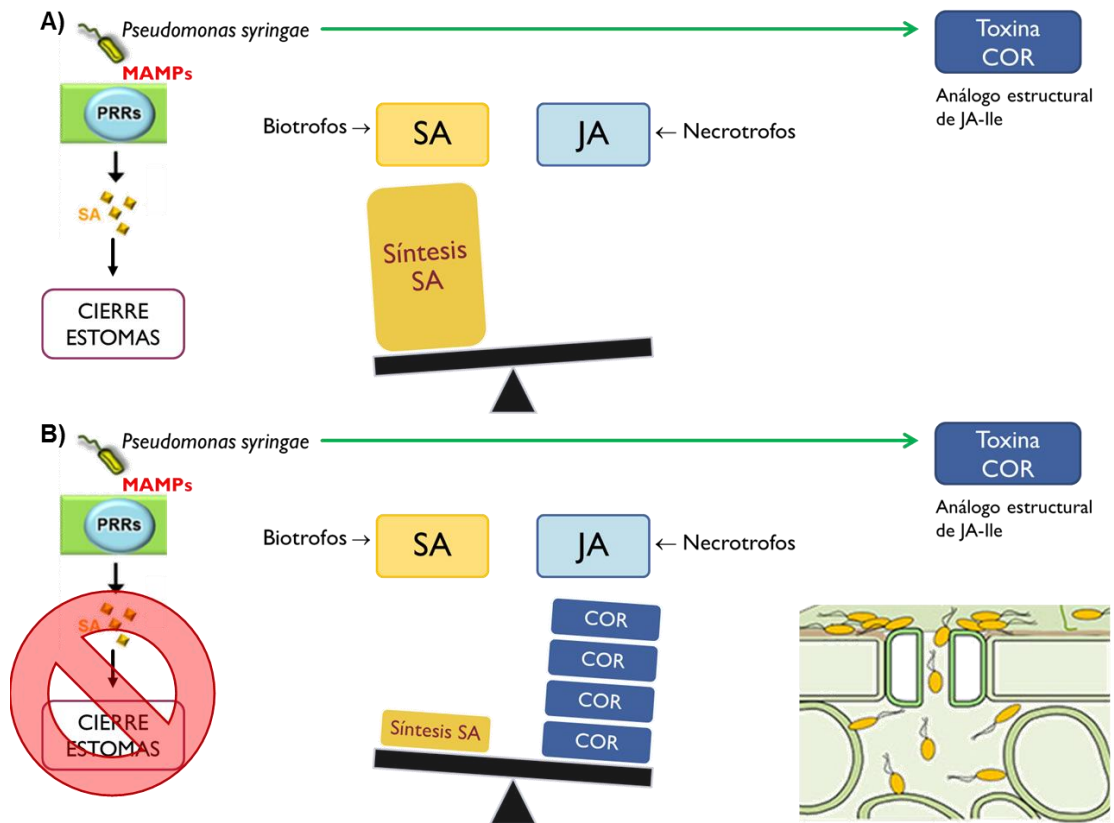 A)
Pseudomonas syringae
MAMPs
PRRs
SA
CIERRE
ESTOMAS
Biotrofos →
SA
JA
← Necrotrofos
Síntesis
SA
Toxina
COR
Análogo estructural
de JA-Ile
B)
Pseudomonas syringae
MAMPs
PRRs
SA
CIERRE
ESTOMAS
Biotrofos →
SA
JA
← Necrotrofos
Síntesis SA
COR
COR
COR
COR
Toxina
COR
Análogo estructural
de JA-Ile